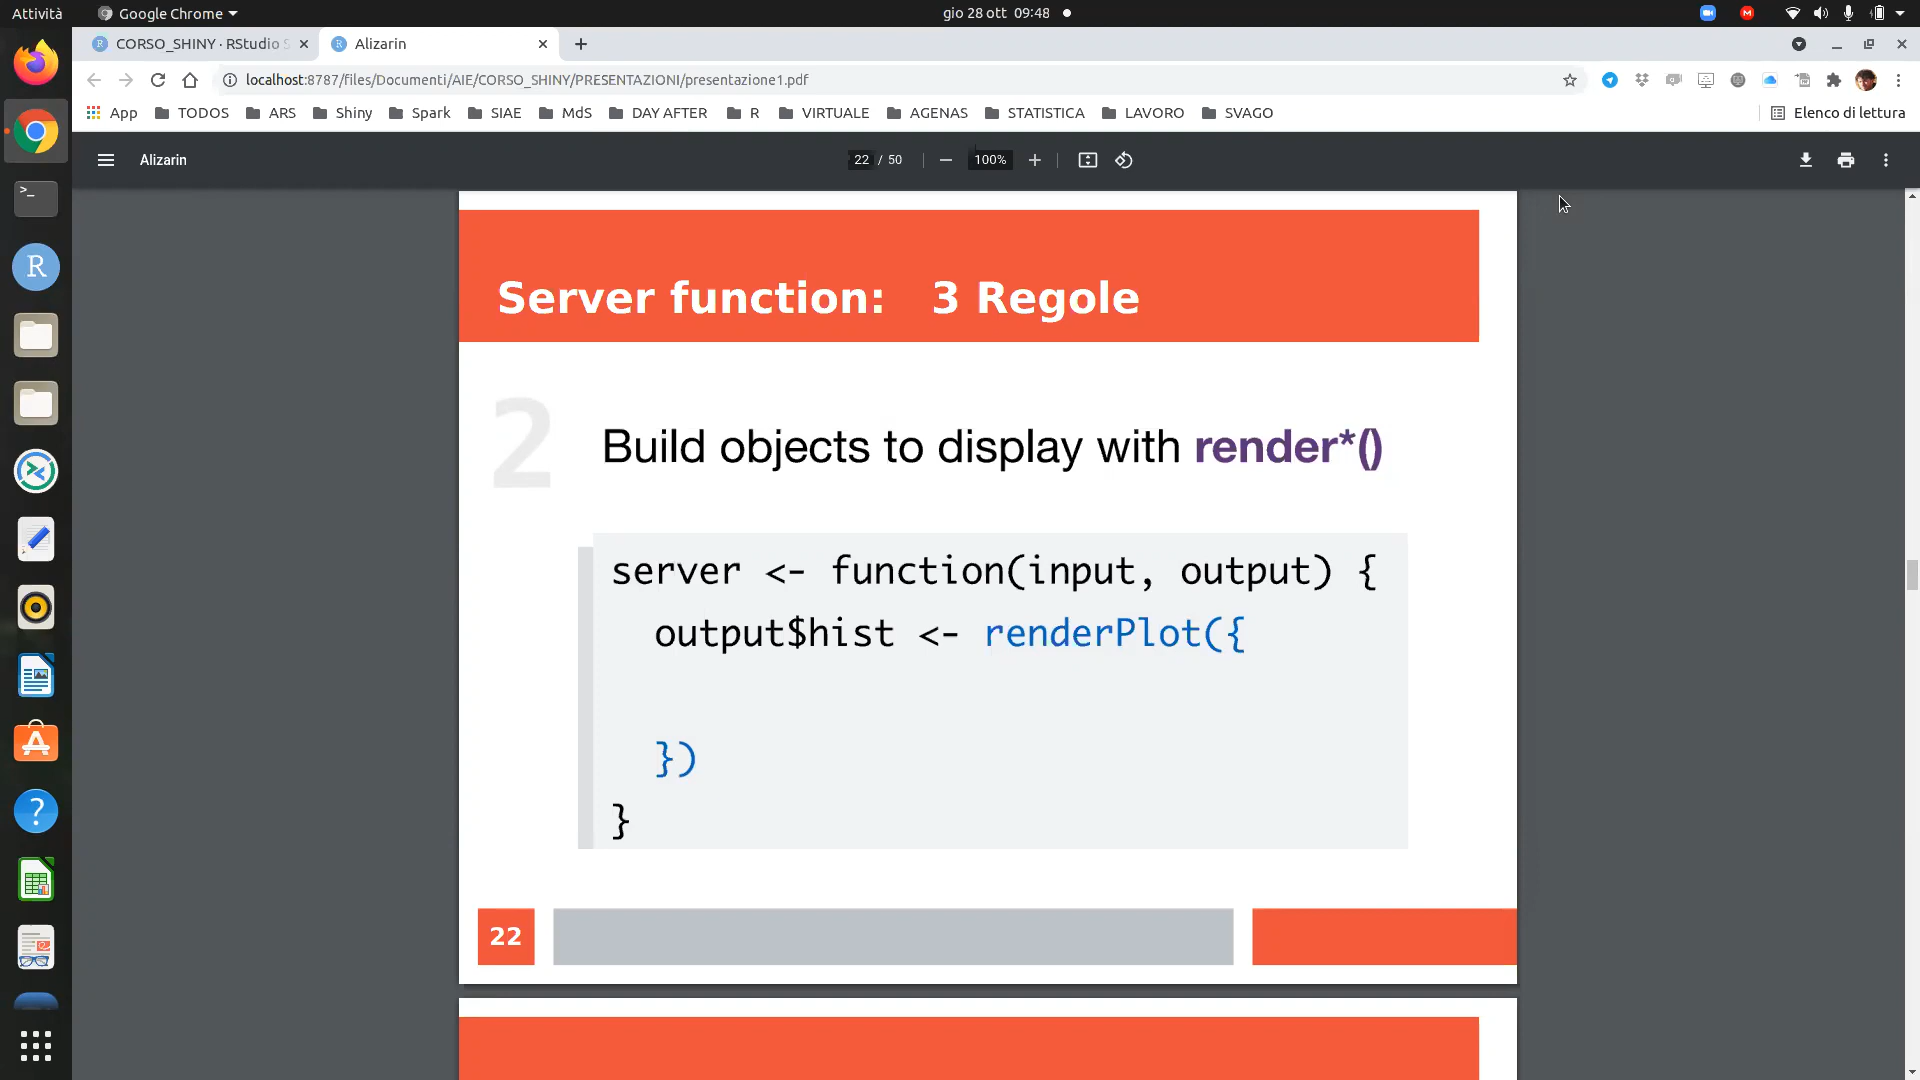 Attività
Google Chrome
gio 28 ott 09:48
CORSO_SHINY · RStudio S
Alizarin
localhost:8787/files/Documenti/AIE/CORSO_SHINY/PRESENTAZIONI/presentazione1.pdf
App
TODOS
ARS
Shiny
Spark
SIAE
MdS
DAY AFTER
R
VIRTUALE
AGENAS
STATISTICA
LAVORO
SVAGO
Elenco di lettura
Alizarin
22 / 50
100%
Server function: 3 Regole
2
Build objects to display with render*()
server <- function(input, output) {
output$hist <- renderPlot({
})
}
22